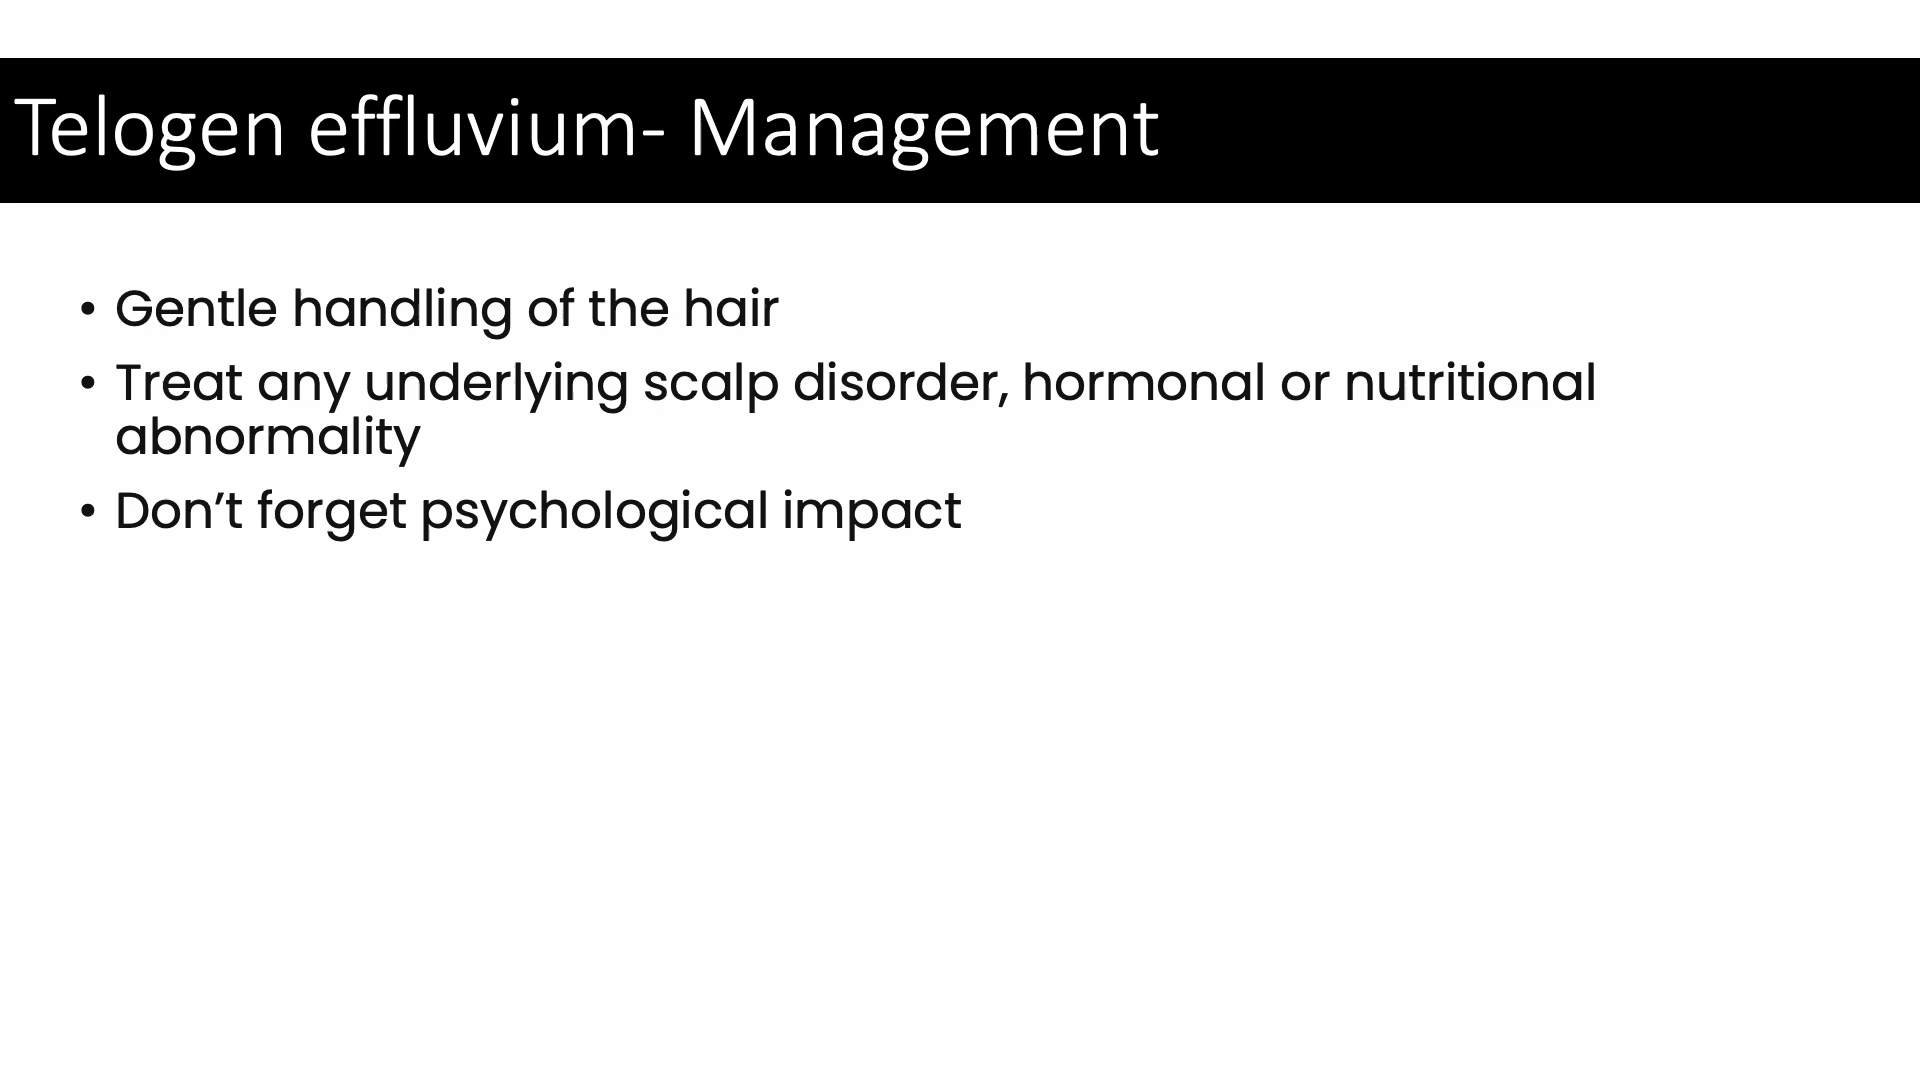 Telogen effluvium- Management
• Gentle handling of the hair
• Treat any underlying scalp disorder, hormonal or nutritional
abnormality
• Don’t forget psychological impact